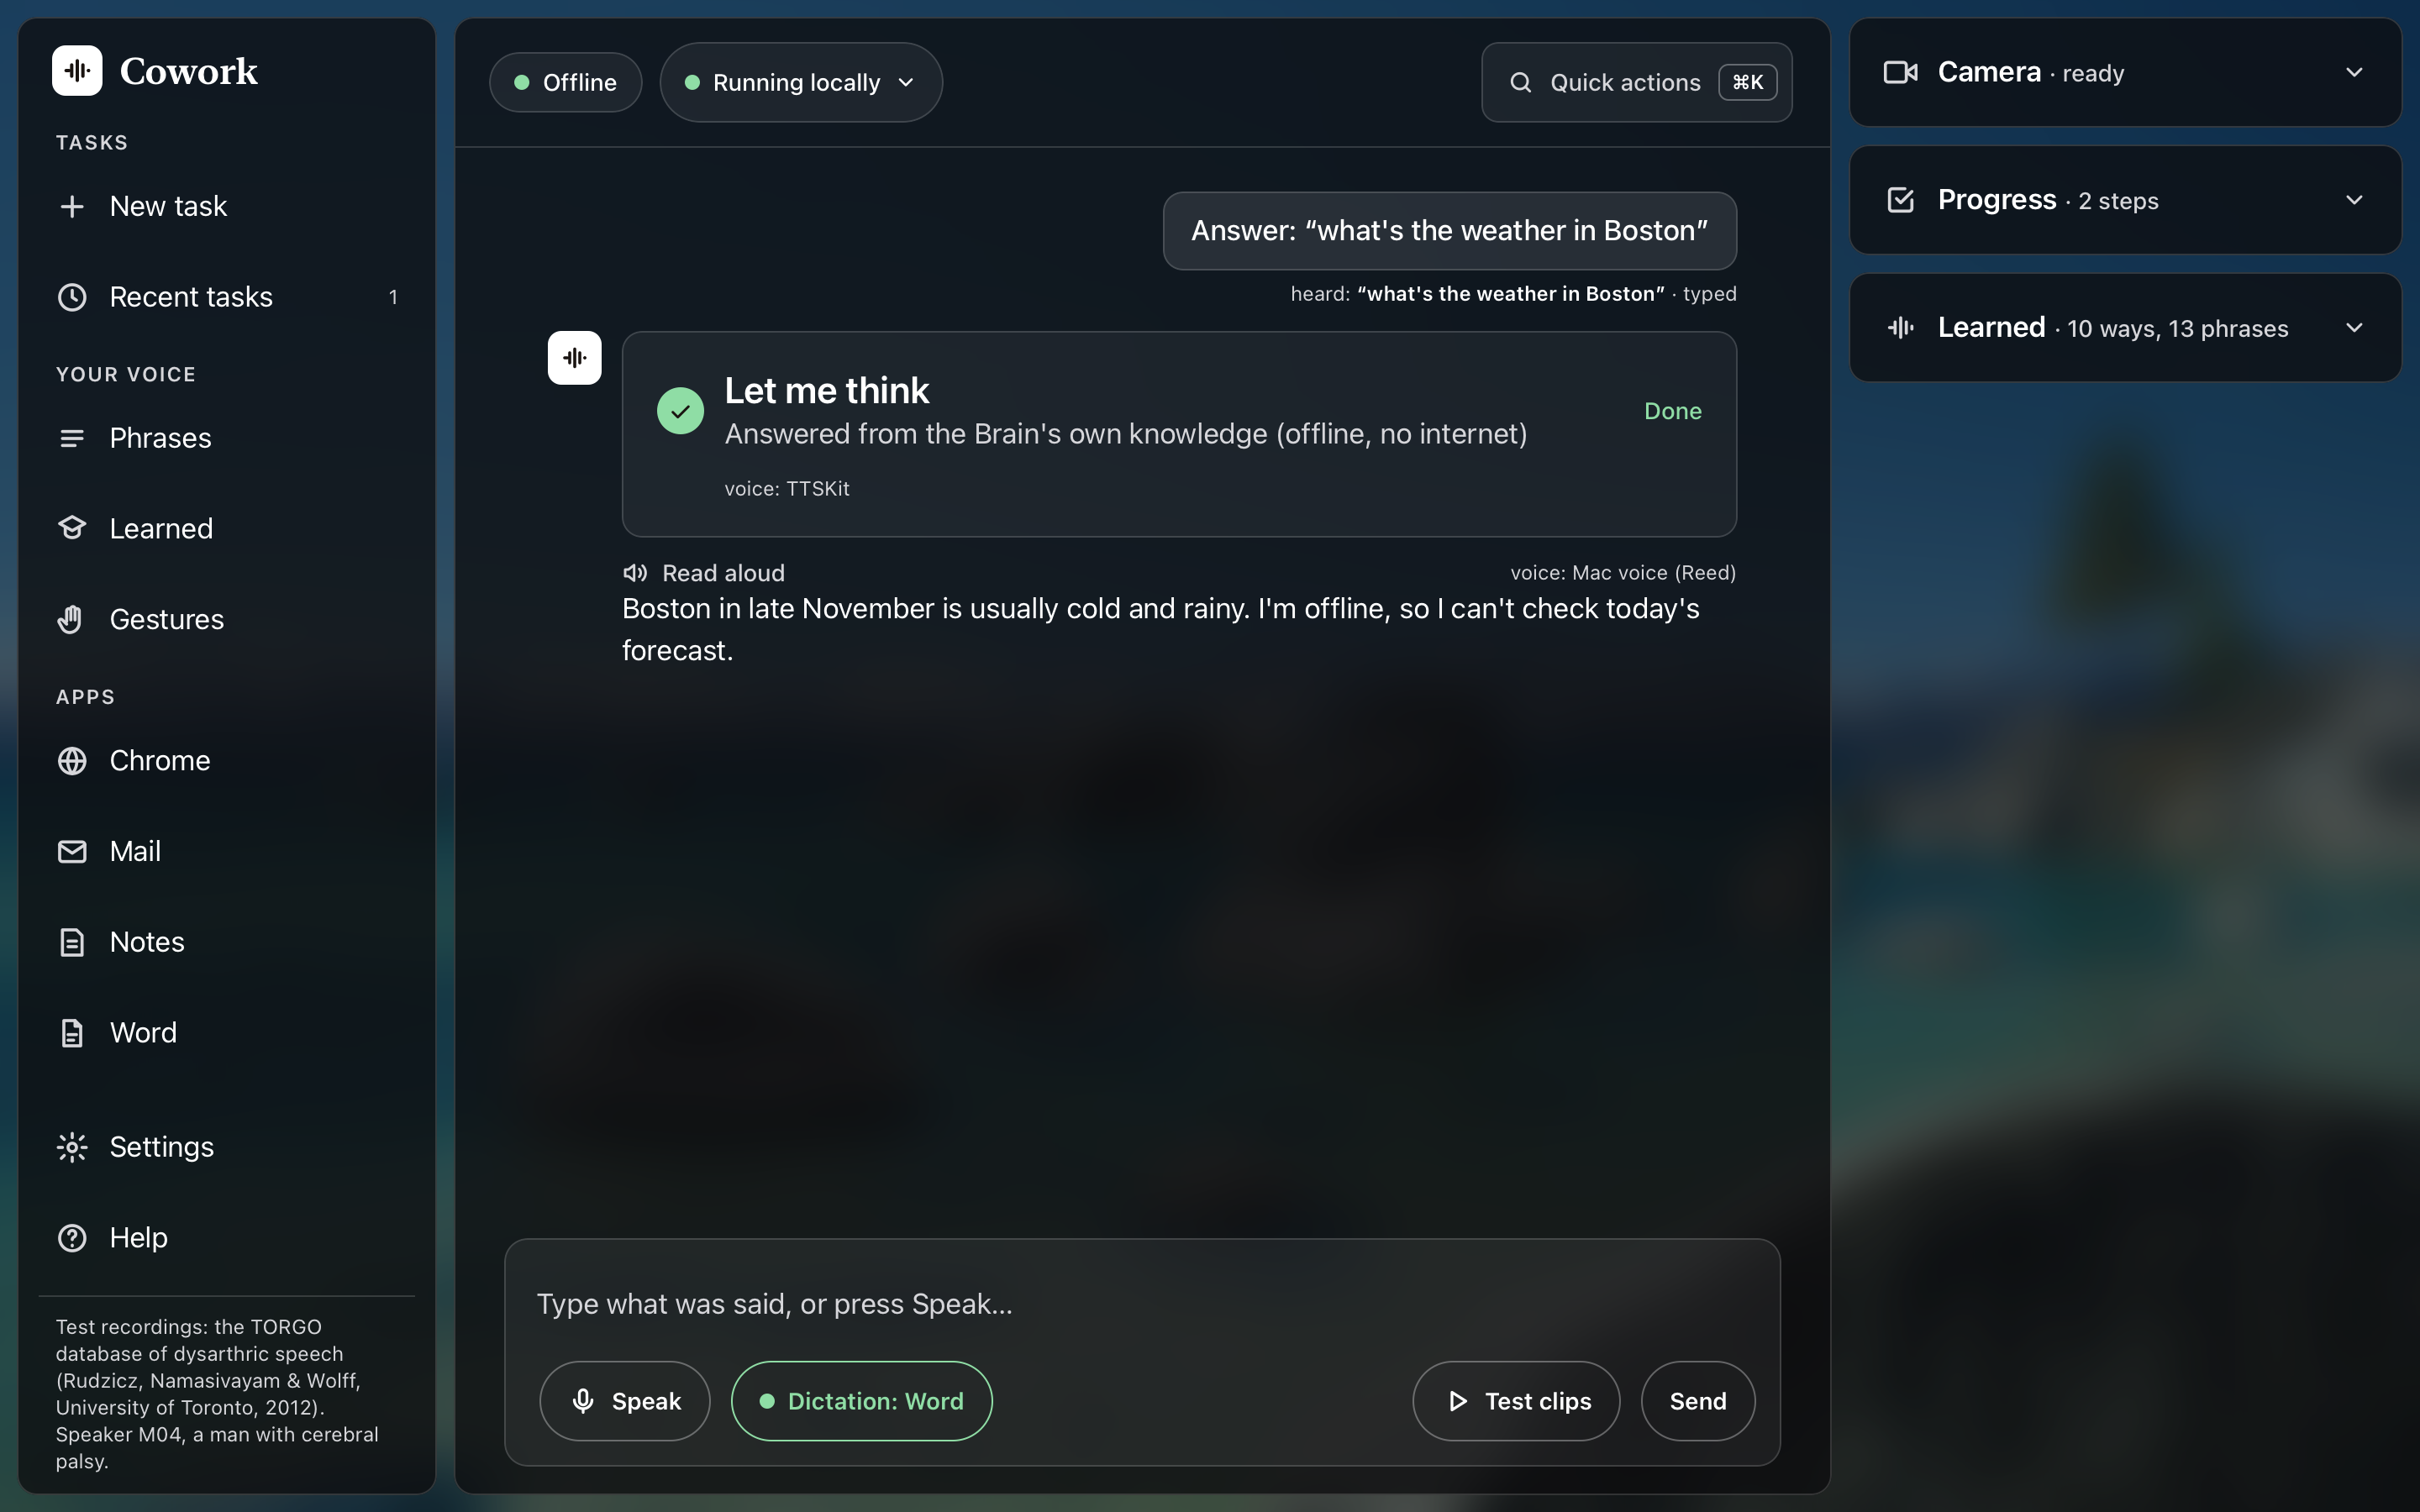 Cowork
TASKS
New task
Recent tasks 1
YOUR VOICE
Phrases
Learned
Gestures
APPS
Chrome
Mail
Notes
Word
Settings
Help
Test recordings: the TORGO
database of dysarthric speech
(Rudzicz, Namasivayam & Wolff,
University of Toronto, 2012).
Speaker M04, a man with cerebral
palsy.
Offline
Running locally
Quick actions ⌘K
Answer: “what's the weather in Boston”
heard: “what's the weather in Boston” · typed
Let me think
Answered from the Brain's own knowledge (offline, no internet)
Done
voice: TTSKit
Read aloud
voice: Mac voice (Reed)
Boston in late November is usually cold and rainy. I'm offline, so I can't check today's
forecast.
Type what was said, or press Speak...
Speak
Dictation: Word
Test clips
Send
Camera · ready
Progress · 2 steps
Learned · 10 ways, 13 phrases